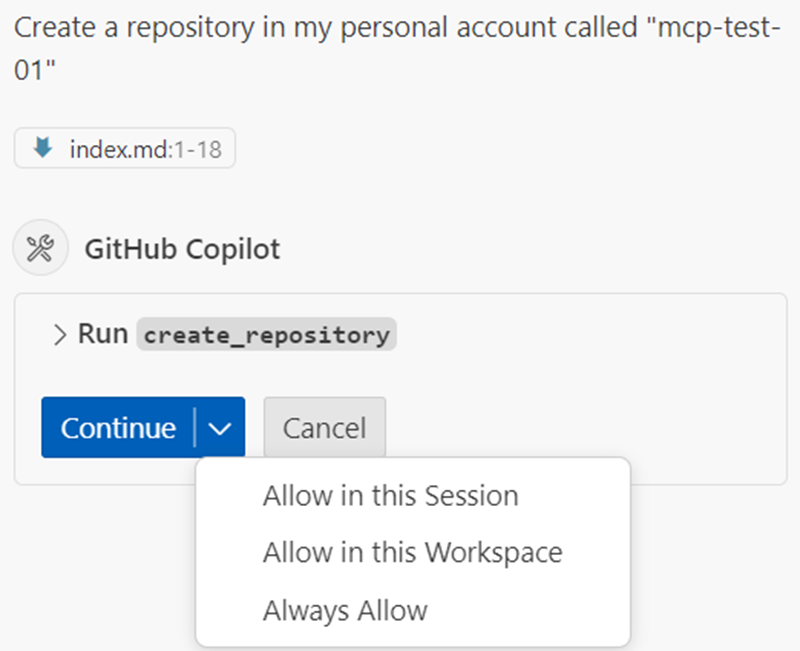 Create a repository in my personal account called "mcp-test-
01"
index.md:1-18
GitHub Copilot
Run create_repository
Continue
Cancel
Allow in this Session
Allow in this Workspace
Always Allow